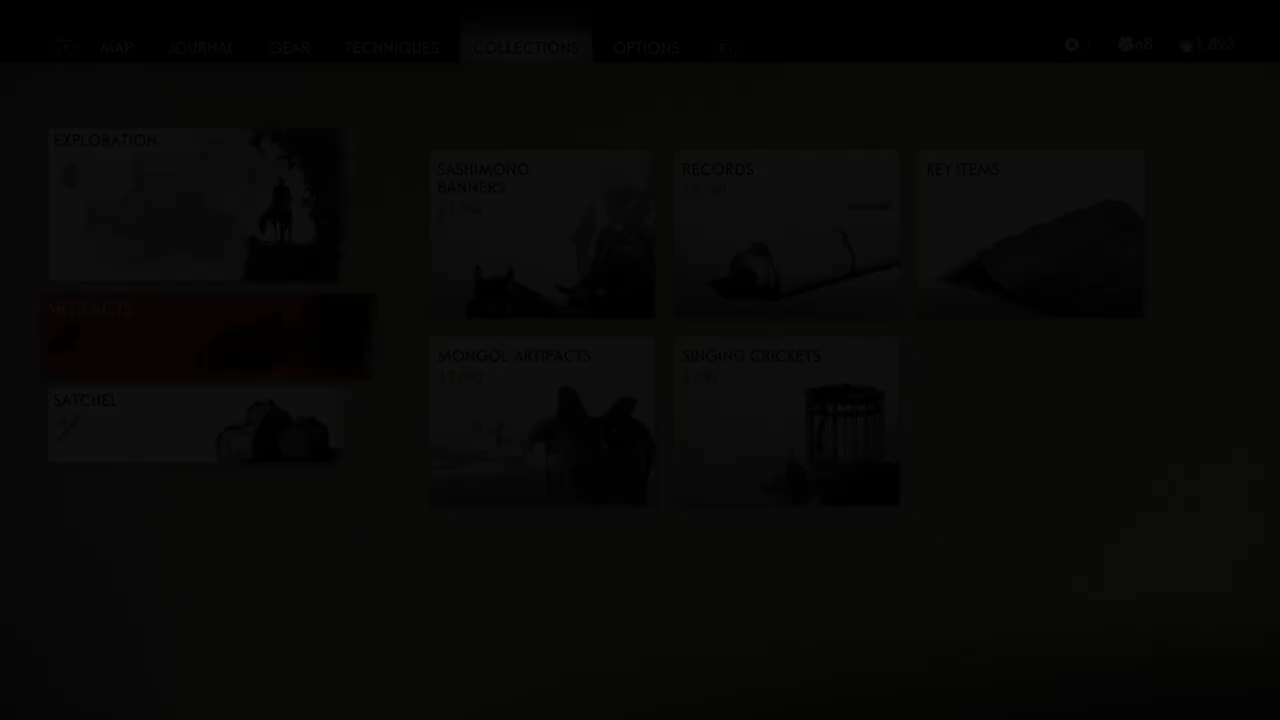 MAP JOURNAL GEAR TECHNIQUES COLLECTIONS OPTIONS
EXPLORATION
ARTIFACTS
SATCHEL
SASHIMONO
BANNERS
RECORDS
KEY ITEMS
MONGOL ARTIFACTS
SINGING CRICKETS